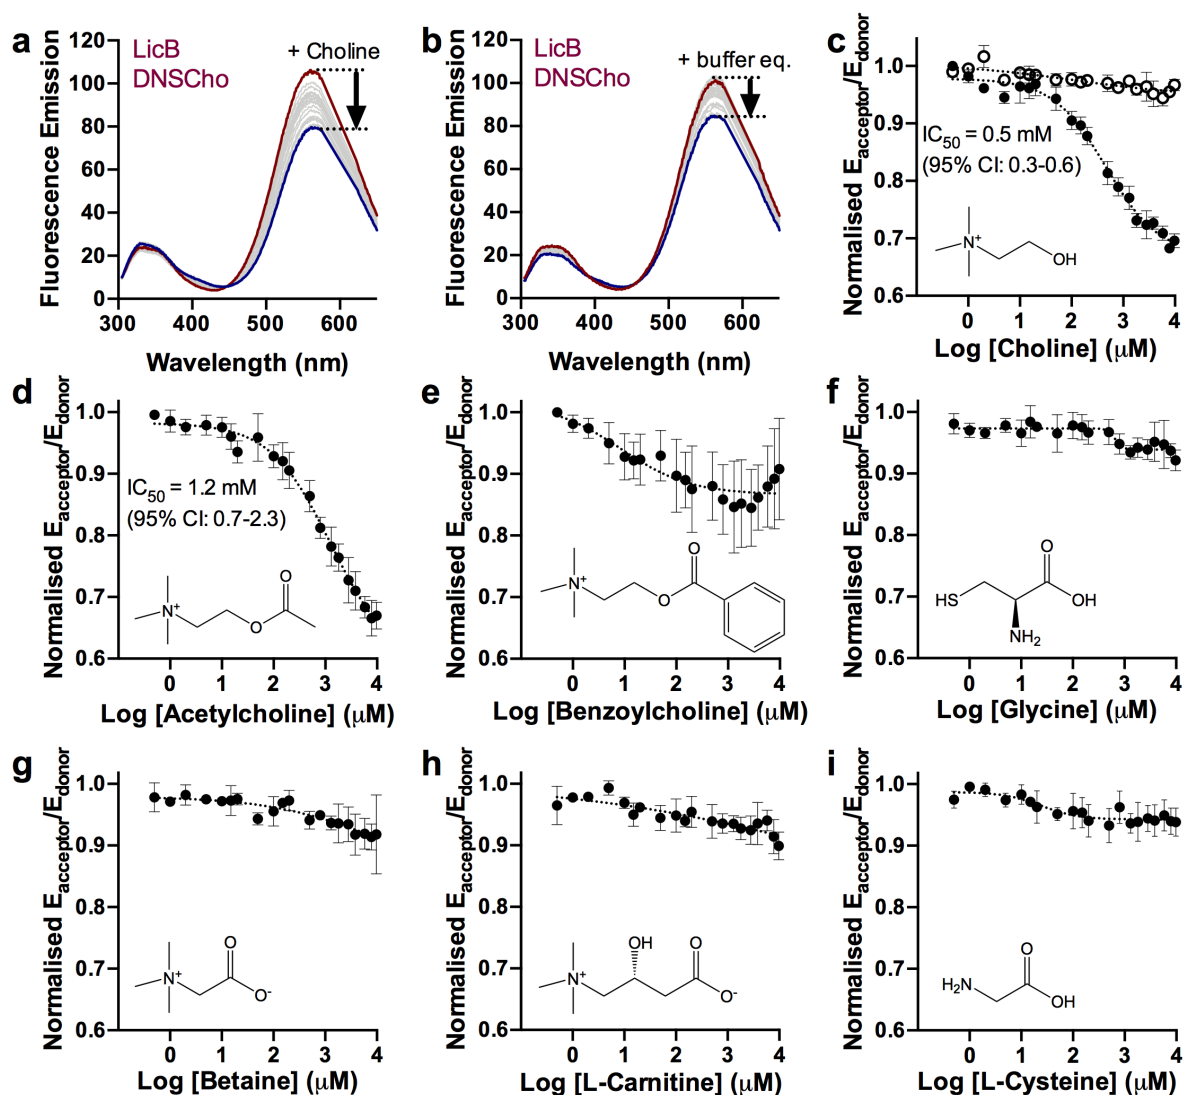 a
LicB
DNSCho
+ Choline
Fluorescence Emission
120
100
80
60
40
20
0
300
400
500
600
Wavelength (nm)
b
LicB
DNSCho
+ buffer eq.
Fluorescence Emission
120
100
80
60
40
20
0
300
400
500
600
Wavelength (nm)
c
Normalised Eacceptor/Edonor
1.0
0.9
0.8
0.7
0.6
IC50 = 0.5 mM
(95% CI: 0.3-0.6)
N+
OH
0
1
2
3
4
Log [Choline] (μM)
d
Normalised Eacceptor/Edonor
1.0
0.9
0.8
0.7
0.6
IC50 = 1.2 mM
(95% CI: 0.7-2.3)
O
N+
O
0
1
2
3
4
Log [Acetylcholine] (μM)
e
Normalised Eacceptor/Edonor
1.0
0.9
0.8
0.7
0.6
O
N+
O
0
1
2
3
4
Log [Benzoylcholine] (μM)
f
Normalised Eacceptor/Edonor
1.0
0.9
0.8
0.7
0.6
O
HS
OH
NH2
0
1
2
3
4
Log [Glycine] (μM)
g
Normalised Eacceptor/Edonor
1.0
0.9
0.8
0.7
0.6
O
N+
O-
0
1
2
3
4
Log [Betaine] (μM)
h
Normalised Eacceptor/Edonor
1.0
0.9
0.8
0.7
0.6
OH
O
N+
O-
0
1
2
3
4
Log [L-Carnitine] (μM)
i
Normalised Eacceptor/Edonor
1.0
0.9
0.8
0.7
0.6
O
H2N
OH
0
1
2
3
4
Log [L-Cysteine] (μM)